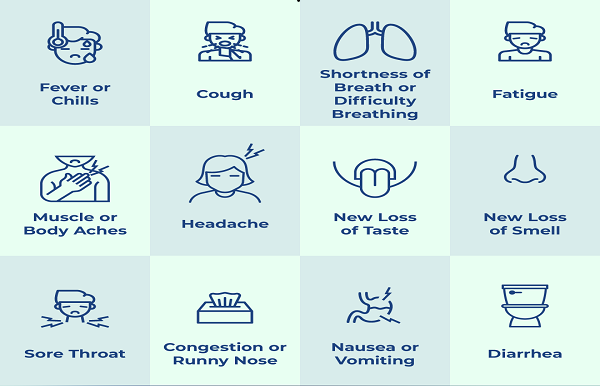 Fever or
Chills
Cough
Shortness of
Breath or
Difficulty
Breathing
Fatigue
Muscle or
Body Aches
Headache
New Loss
of Taste
New Loss
of Smell
Sore Throat
Congestion or
Runny Nose
Nausea or
Vomiting
Diarrhea